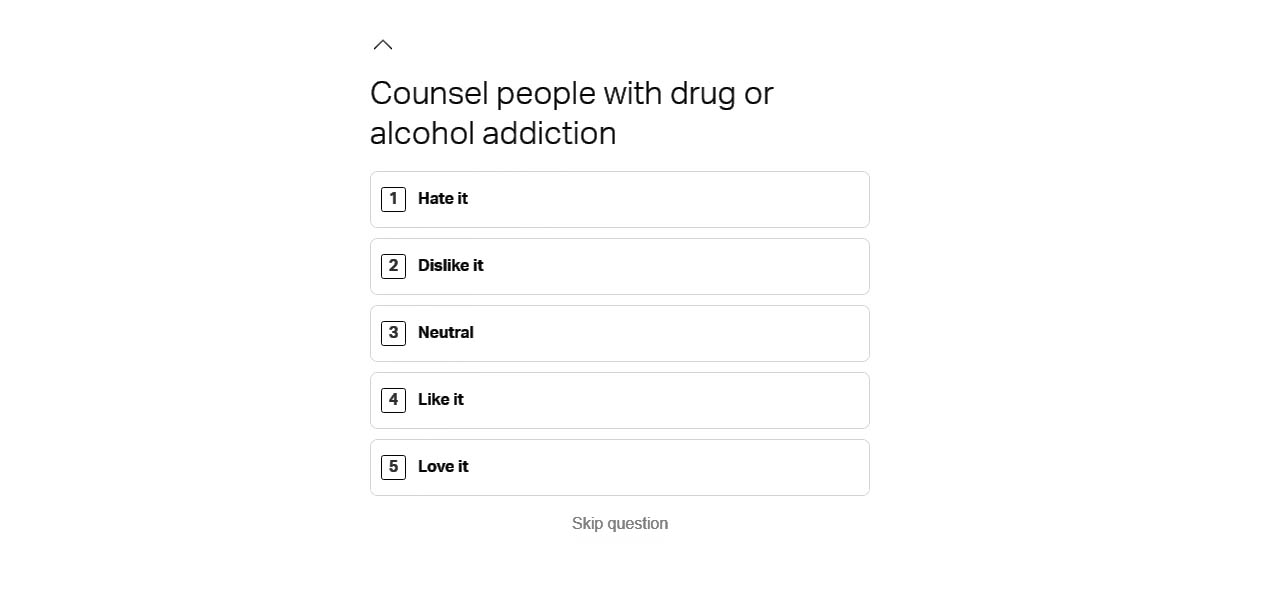 Counsel people with drug or
alcohol addiction
1 Hate it
2 Dislike it
3 Neutral
4 Like it
5 Love it
Skip question